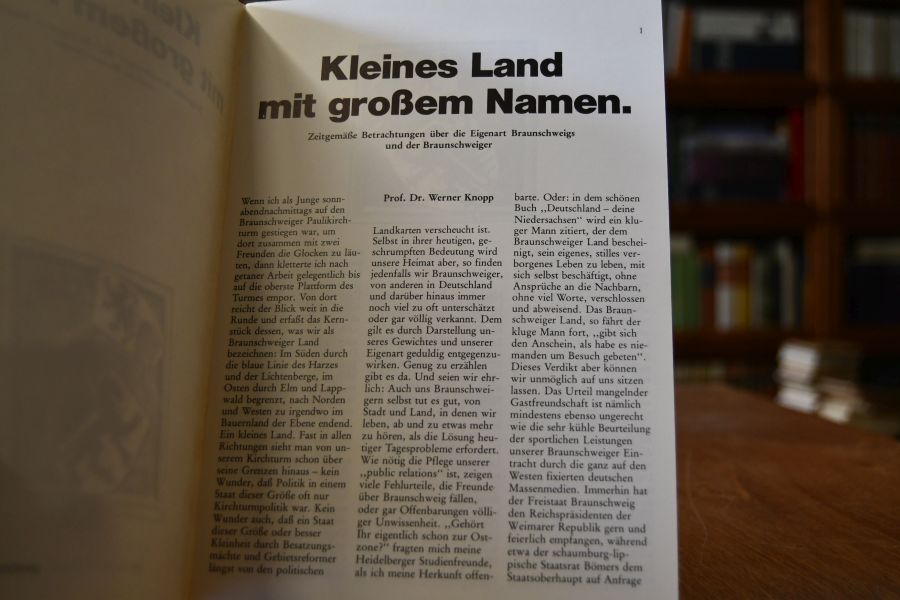 1
Kleines Land
mit großem Namen.
Zeitgemäße Betrachtungen über die Eigenart Braunschweigs
und der Braunschweiger
Prof. Dr. Werner Knopp
Wenn ich als Junge sonn-
abendnachmittags auf den
Braunschweiger Paulikirch-
turm gestiegen war, um
dort zusammen mit zwei
Freunden die Glocken zu läu-
ten, dann kletterte ich nach
getaner Arbeit gelegentlich bis
auf die oberste Plattform des
Turmes empor. Von dort
reicht der Blick weit in die
Runde und erfaßt das Kern-
stück dessen, was wir als
Braunschweiger Land
bezeichnen: Im Süden durch
die blaue Linie des Harzes
und der Lichtenberge, im
Osten durch Elm und Lapp-
wald begrenzt, nach Norden
und Westen zu irgendwo im
Bauernland der Ebene endend.
Ein kleines Land. Fast in allen
Richtungen sieht man von un-
serem Kirchturm schon über
seine Grenzen hinaus – kein
Wunder, daß Politik in einem
Staat dieser Größe oft nur
Kirchturmpolitik war. Kein
Wunder auch, daß ein Staat
dieser Größe oder besser
Kleinheit durch Besatzungs-
mächte und Gebietsreformer
längst von den politischen
Landkarten verscheucht ist.
Selbst in ihrer heutigen, ge-
schrumpften Bedeutung wird
unsere Heimat aber, so finden
jedenfalls wir Braunschweiger,
von anderen in Deutschland
und darüber hinaus immer
noch viel zu oft unterschätzt
oder gar völlig verkannt. Dem
gilt es durch Darstellung un-
seres Gewichtes und unserer
Eigenart geduldig entgegenzu-
wirken. Genug zu erzählen
gibt es da. Und seien wir ehr-
lich: Auch uns Braunschwei-
gern selbst tut es gut, von
Stadt und Land, in denen wir
leben, ab und zu etwas mehr
zu hören, als die Lösung heu-
tiger Tagesprobleme erfordert.
Wie nötig die Pflege unserer
,,public relations" ist, zeigen
viele Fehlurteile, die Freunde
über Braunschweig fällen,
oder gar Offenbarungen völli-
ger Unwissenheit. ,,Gehört
Ihr eigentlich schon zur Ost-
zone?" fragten mich meine
Heidelberger Studienfreunde,
als ich meine Herkunft offen-
barte. Oder: in dem schönen
Buch ,,Deutschland – deine
Niedersachsen" wird ein klu-
ger Mann zitiert, der dem
Braunschweiger Land beschei-
nigt, sein eigenes, stilles ver-
borgenes Leben zu leben, mit
sich selbst beschäftigt, ohne
Ansprüche an die Nachbarn,
ohne viel Worte, verschlossen
und abweisend. Das Braun-
schweiger Land, so fährt der
kluge Mann fort, ,,gibt sich
den Anschein, als habe es nie-
manden um Besuch gebeten".
Dieses Verdikt aber können
wir unmöglich auf uns sitzen
lassen. Das Urteil mangelnder
Gastfreundschaft ist nämlich
mindestens ebenso ungerecht
wie die sehr kühle Beurteilung
der sportlichen Leistungen
unserer Braunschweiger Ein-
tracht durch die ganz auf den
Westen fixierten deutschen
Massenmedien. Immerhin hat
der Freistaat Braunschweig
den Reichspräsidenten der
Weimarer Republik gern und
feierlich empfangen, während
etwa der schaumburg-lip-
pische Staatsrat Bömers dem
Staatsoberhaupt auf Anfrage